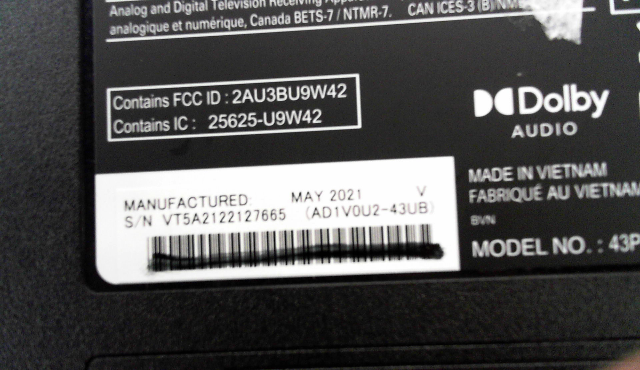 Analog and Digital Television Receiving Apparatus
analogique et numérique, Canada BETS-7 / NTMR-7. CAN ICES-3 (B)/NM
Contains FCC ID : 2AU3BU9W42
Contains IC : 25625-U9W42
Dolby
AUDIO
MANUFACTURED: MAY 2021 V
S/N VT5A2122127665 (AD1V0U2-43UB)
MADE IN VIETNAM
FABRIQUÉ AU VIETNAM
BVN
MODEL NO. : 43P